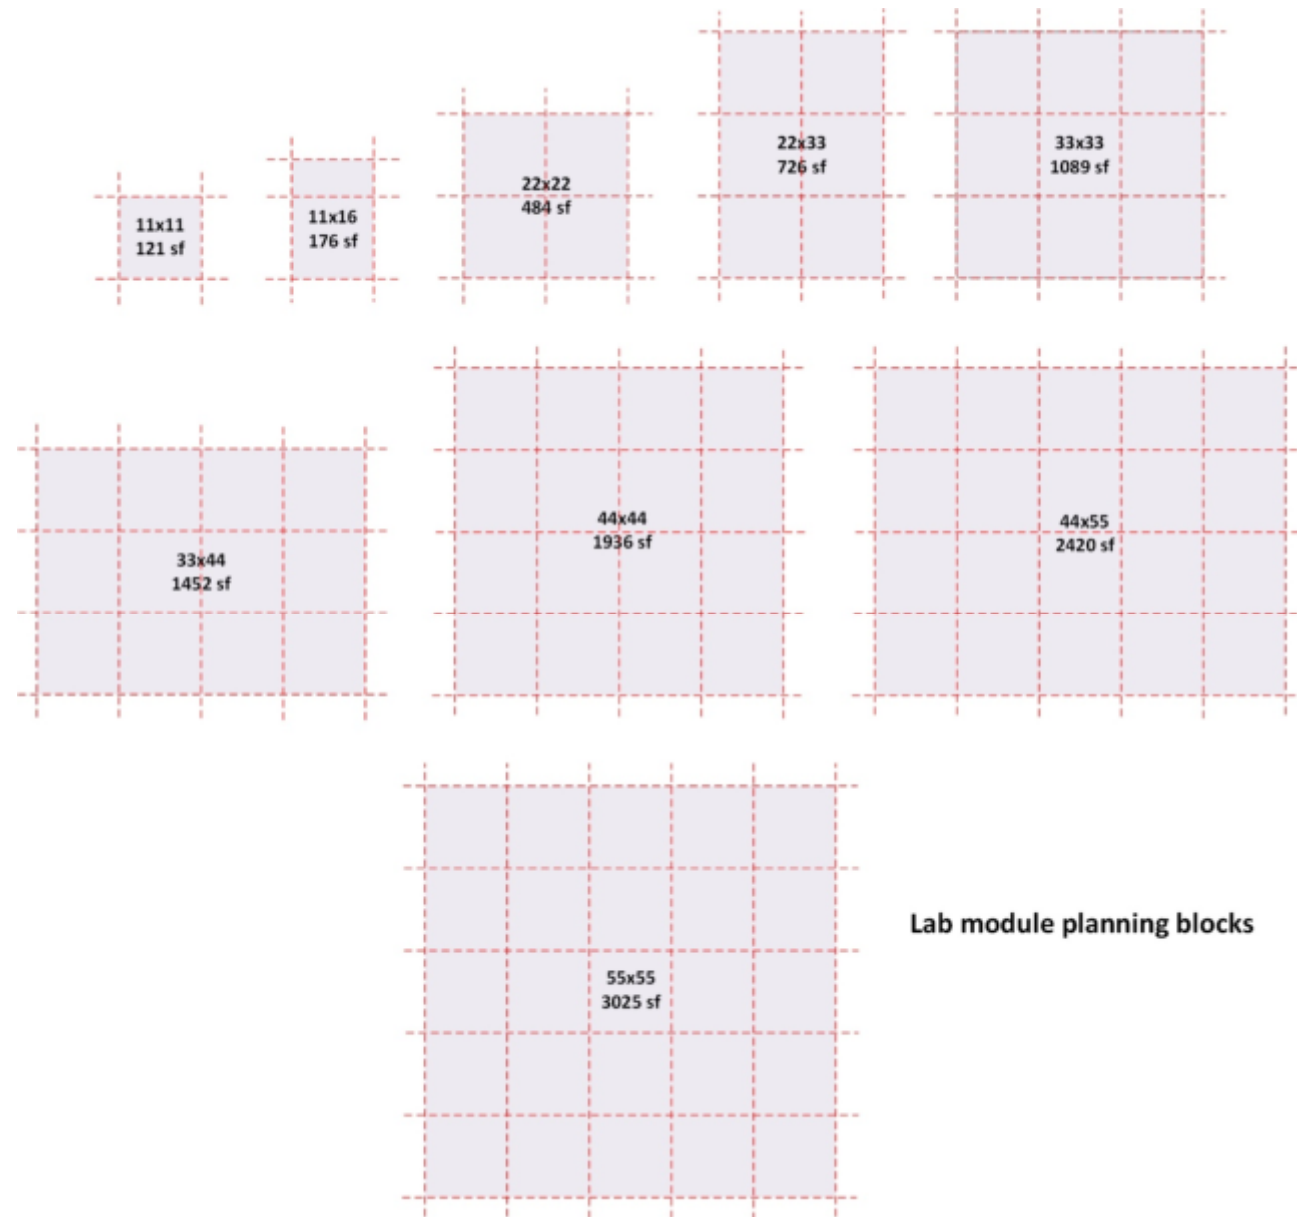 11x11
121 sf
11x16
176 sf
22x22
484 sf
22x33
726 sf
33x33
1089 sf
33x44
1452 sf
44x44
1936 sf
44x55
2420 sf
55x55
3025 sf
Lab module planning blocks